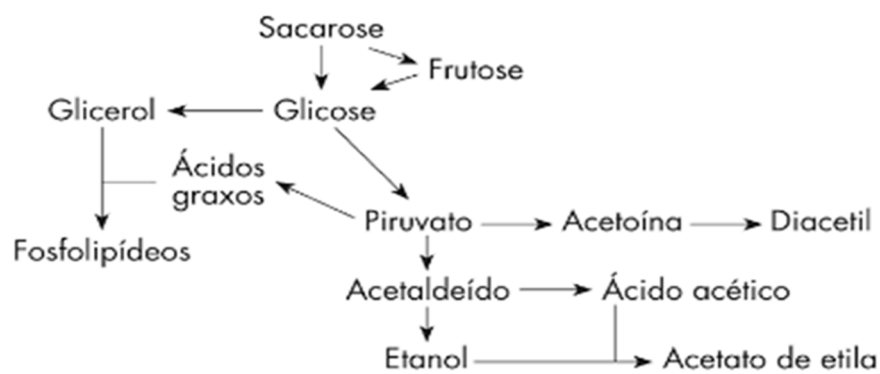 Sacarose
Frutose
Glicerol
Glicose
Ácidos
graxos
Piruvato
Acetoína
Diacetil
Fosfolipídeos
Acetaldeído
Ácido acético
Etanol
Acetato de etila